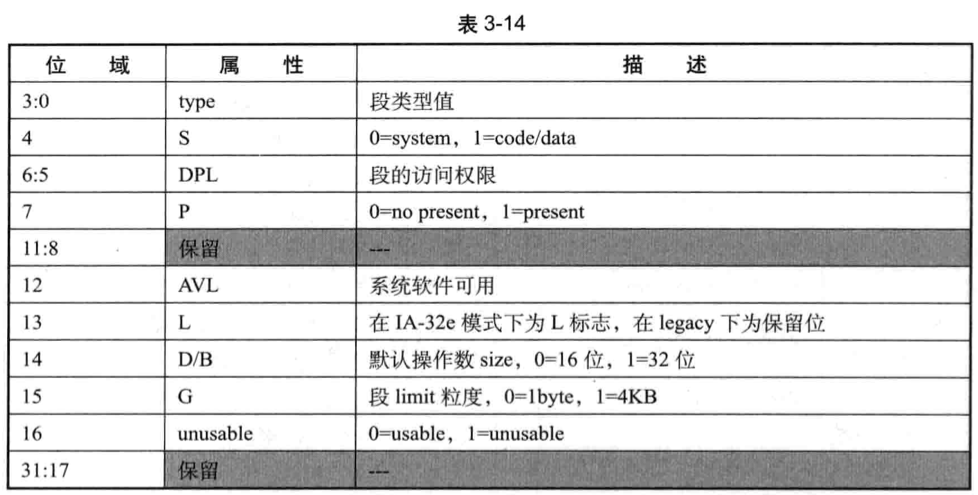 表 3-14
位 域 属 性 描 述
3:0 type 段类型值
4 S 0=system，1=code/data
6:5 DPL 段的访问权限
7 P 0=no present，1=present
11:8 保留 ---
12 AVL 系统软件可用
13 L 在 IA-32e 模式下为 L 标志，在 legacy 下为保留位
14 D/B 默认操作数 size，0=16 位，1=32 位
15 G 段 limit 粒度，0=1byte，1=4KB
16 unusable 0=usable，1=unusable
31:17 保留 ---